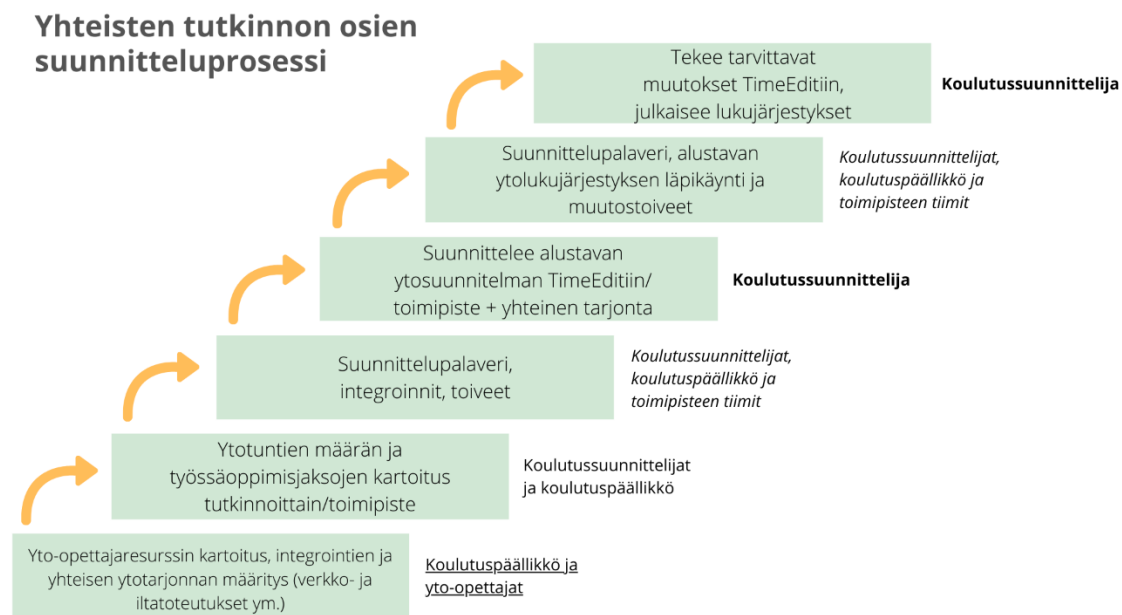 Yhteisten tutkinnon osien
suunnitteluprosessi
Tekee tarvittavat
muutokset TimeEditiin,
julkaisee lukujärjestykset
Koulutussuunnittelija
Suunnittelupalaveri, alustavan
ytolukujärjestyksen läpikäynti ja
muutostoiveet
Koulutussuunnittelijat,
koulutuspäällikkö ja
toimipisteen tiimit
Suunnittelee alustavan
ytosuunnitelman TimeEditiin/
toimipiste + yhteinen tarjonta
Koulutussuunnittelija
Suunnittelupalaveri,
integroinnit, toiveet
Koulutussuunnittelijat,
koulutuspäällikkö ja
toimipisteen tiimit
Ytotuntien määrän ja
työssäoppimisjaksojen kartoitus
tutkinnoittain/toimipiste
Koulutussuunnittelijat
ja koulutuspäällikkö
Yto-opettajaresurssin kartoitus, integrointien ja
yhteisen ytotarjonnan määritys (verkko- ja
iltatoteutukset ym.)
Koulutuspäällikkö ja
yto-opettajat